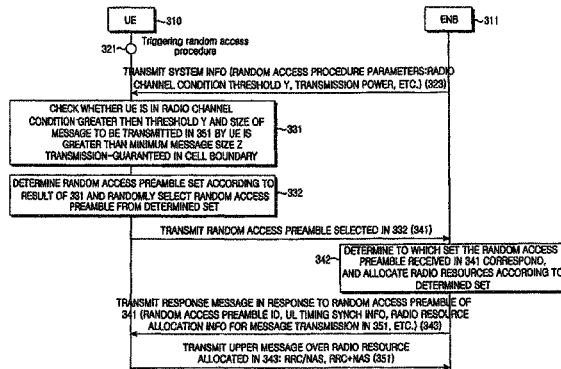 UE 310
ENB 311
321 Triggering random access
procedure
TRANSMIT SYSTEM INFO (RANDOM ACCESS PROCEDURE PARAMETERS:RADIO
CHANNEL CONDITION THRESHOLD Y, TRANSMISSION POWER, ETC.) (323)
CHECK WHETHER UE IS IN RADIO CHANNEL
CONDITION GREATER THEN THRESHOLD Y AND SIZE OF
MESSAGE TO BE TRANSMITTED IN 351 BY UE IS
GREATER THAN MINIMUM MESSAGE SIZE Z
TRANSMISSION-GUARANTEED IN CELL BOUNDARY
331
DETERMINE RANDOM ACCESS PREAMBLE SET ACCORDING TO
RESULT OF 331 AND RANDOMLY SELECT RANDOM ACCESS
PREAMBLE FROM DETERMINED SET
332
TRANSMIT RANDOM ACCESS PREAMBLE SELECTED IN 332 (341)
342
DETERMINE TO WHICH SET THE RANDOM ACCESS
PREAMBLE RECEIVED IN 341 CORRESPOND,
AND ALLOCATE RADIO RESOURCES ACCORDING TO
DETERMINED SET
TRANSMIT RESPONSE MESSAGE IN RESPONSE TO RANDOM ACCESS PREAMBLE OF
341 (RANDOM ACCESS PREAMBLE ID, UL TIMING SYNCH INFO, RADIO RESOURCE
ALLOCATION INFO FOR MESSAGE TRANSMISSION IN 351, ETC.) (343)
TRANSMIT UPPER MESSAGE OVER RADIO RESOURCE
ALLOCATED IN 343: RRC/NAS, RRC+NAS (351)